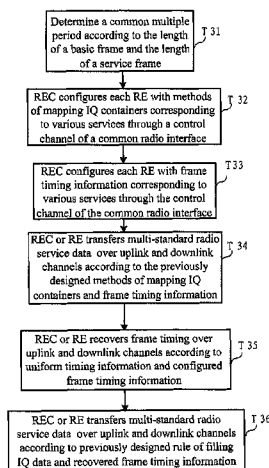 Determine a common multiple
period according to the length
of a basic frame and the length
of a service frame
T 31
REC configures each RE with methods
of mapping IQ containers corresponding
to various services through a control
channel of a common radio interface
T 32
REC configures each RE with frame
timing information corresponding
to various services through the control
channel of the common radio interface
T 33
REC or RE transfers multi-standard radio
service data over uplink and downlink
channels according to the previously
designed methods of mapping IQ
containers and frame timing information
T 34
REC or RE recovers frame timing over
uplink and downlink channels according to
uniform timing information and configured
frame timing information
T 35
REC or RE transfers multi-standard radio
service data over uplink and downlink channels
according to previously designed rule of filling
IQ data and recovered frame timing information
T 36